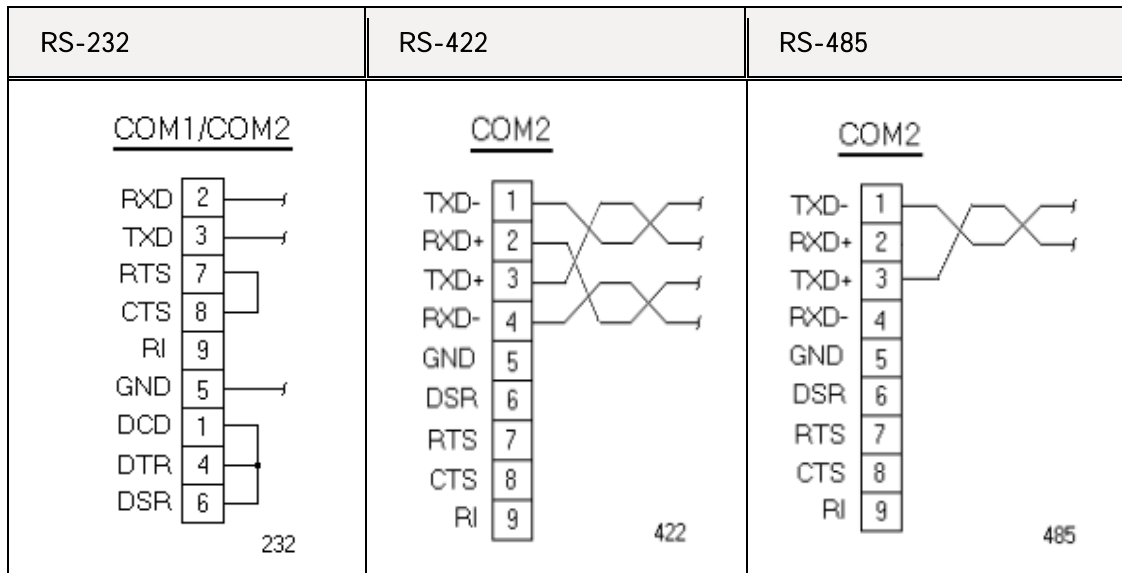 RS-232
RS-422
RS-485
COM1/COM2
RXD 2
TXD 3
RTS 7
CTS 8
RI 9
GND 5
DCD 1
DTR 4
DSR 6
232
COM2
TXD- 1
RXD+ 2
TXD+ 3
RXD- 4
GND 5
DSR 6
RTS 7
CTS 8
RI 9
422
COM2
TXD- 1
RXD+ 2
TXD+ 3
RXD- 4
GND 5
DSR 6
RTS 7
CTS 8
RI 9
485